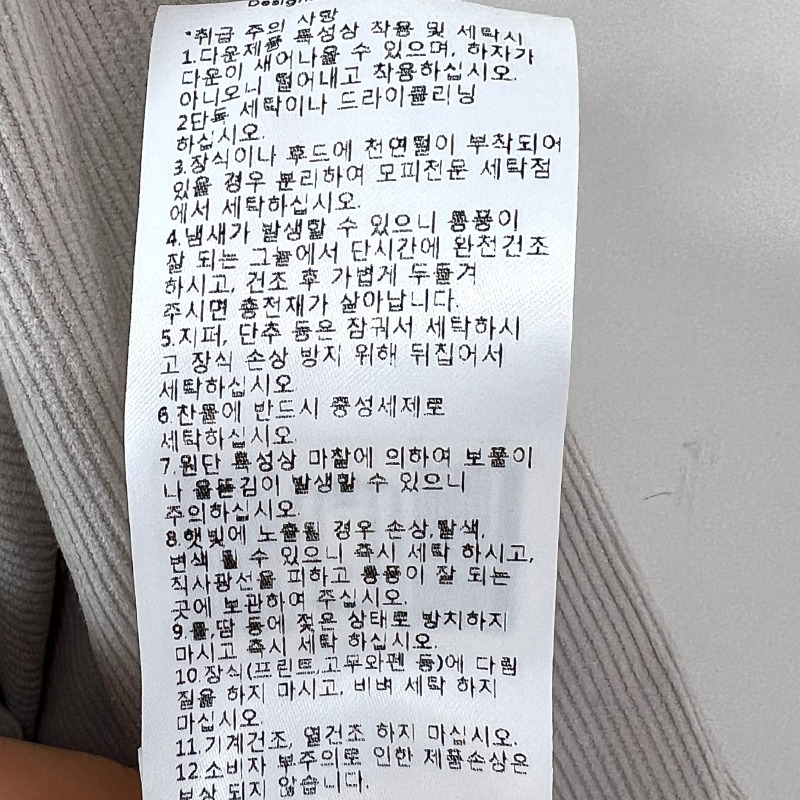 Design
*취급 주의 사항
1.다운제품 특성상 착용 및 세탁시
다운이 새어나올 수 있으며, 하자가
아니오니 털어내고 착용하십시오.
2단독 세탁이나 드라이클리닝
하십시오.
3.장식이나 후드에 천연털이 부착되어
있을 경우 분리하여 모피전문 세탁점
에서 세탁하십시오.
4.냄새가 발생할 수 있으니 통풍이
잘 되는 그늘에서 단시간에 완전건조
하시고, 건조 후 가볍게 두들겨
주시면 충전재가 살아납니다.
5.지퍼, 단추 등은 잠궈서 세탁하시
고 장식 손상 방지 위해 뒤집어서
세탁하십시오.
6.찬물에 반드시 중성세제로
세탁하십시오.
7.원단 특성상 마찰에 의하여 보풀이
나 올뜯김이 발생할 수 있으니
주의하십시오.
8.햇빛에 노출될 경우 손상,탈색,
변색 될 수 있으니 즉시 세탁 하시고,
직사광선을 피하고 통풍이 잘 되는
곳에 보관하여 주십시오.
9.물,땀 등에 젖은 상태로 방치하지
마시고 즉시 세탁 하십시오.
10.장식(프린트,고무와펜 등)에 다림
질을 하지 마시고, 비벼 세탁 하지
마십시오.
11.기계건조, 열건조 하지 마십시오.
12.소비자 부주의로 인한 제품손상은
보상 되지 않습니다.